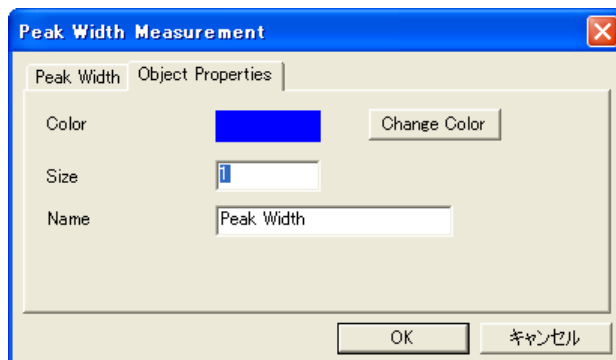 Peak Width Measurement
Peak Width Object Properties
Color Change Color
Size 1
Name Peak Width
OK キャンセル